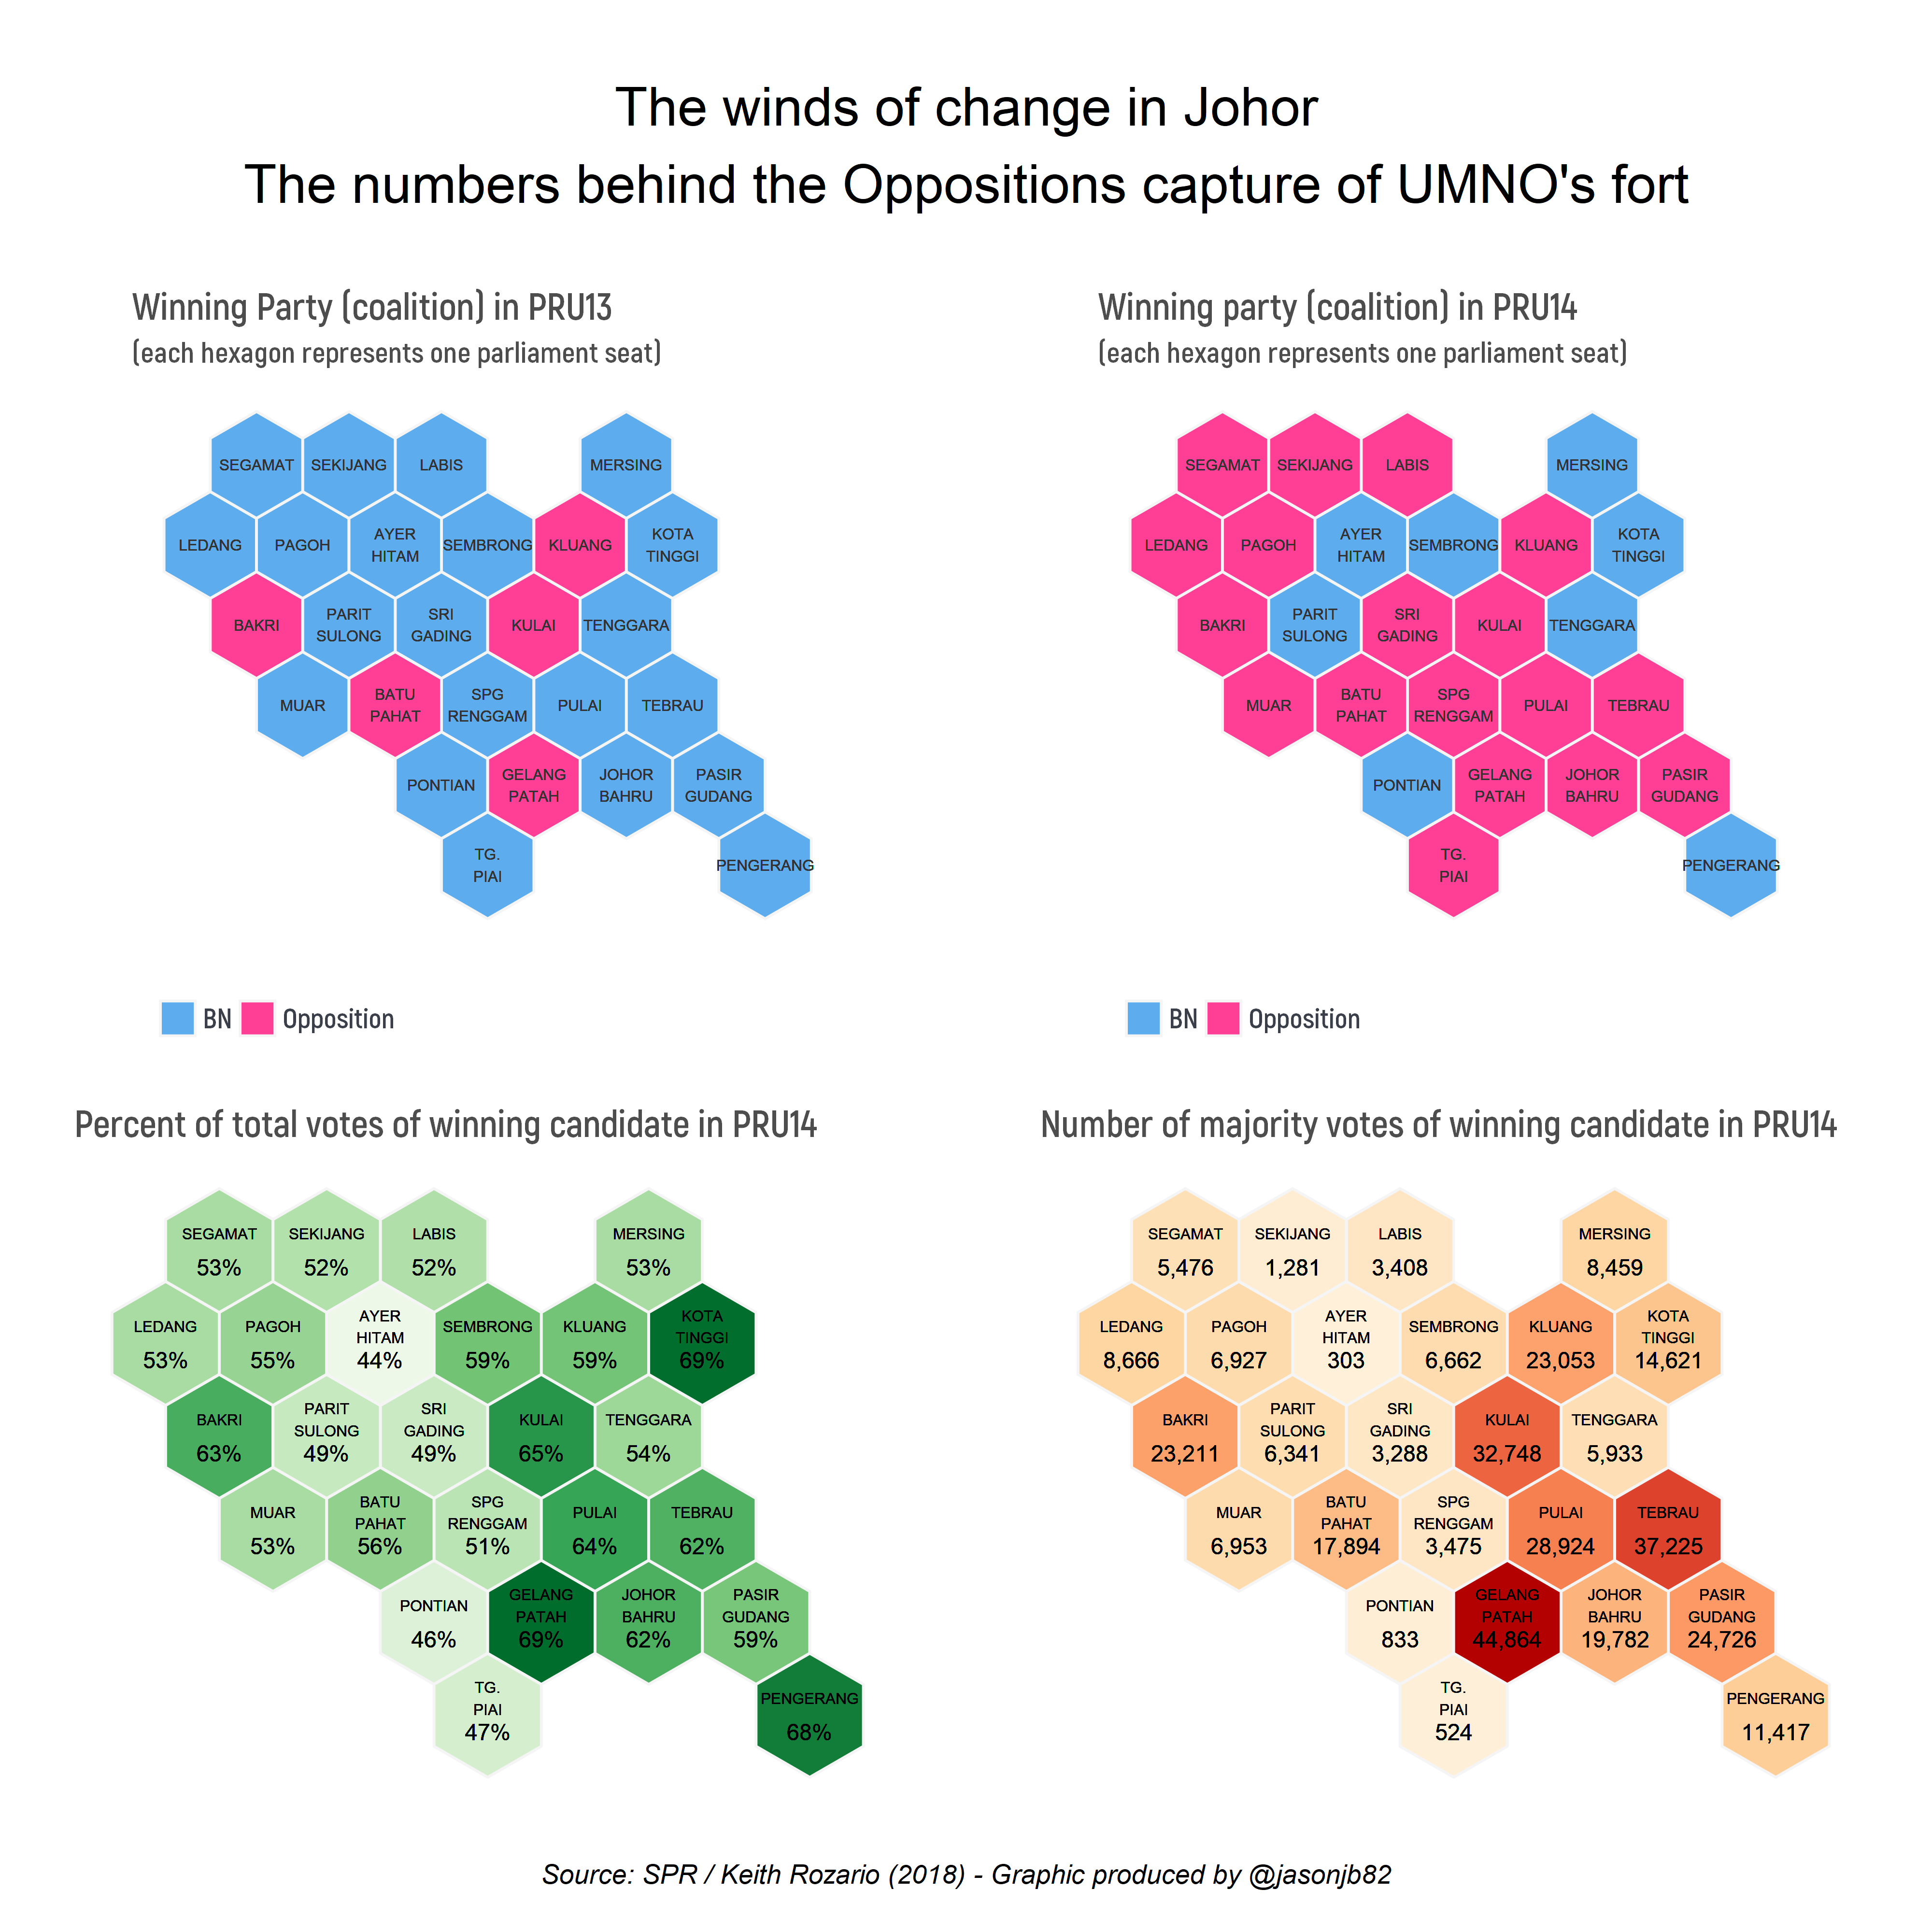 The winds of change in Johor
The numbers behind the Oppositions capture of UMNO's fort
Winning Party (coalition) in PRU13
(each hexagon represents one parliament seat)
SEGAMAT
SEKIJANG
LABIS
MERSING
LEDANG
PAGOH
AYER
HITAM
SEMBRONG
KLUANG
KOTA
TINGGI
BAKRI
PARIT
SULONG
SRI
GADING
KULAI
TENGGARA
MUAR
BATU
PAHAT
SPG
RENGGAM
PULAI
TEBRAU
PONTIAN
GELANG
PATAH
JOHOR
BAHRU
PASIR
GUDANG
TG.
PIAI
PENGERANG
BN
Opposition
Winning party (coalition) in PRU14
(each hexagon represents one parliament seat)
SEGAMAT
SEKIJANG
LABIS
MERSING
LEDANG
PAGOH
AYER
HITAM
SEMBRONG
KLUANG
KOTA
TINGGI
BAKRI
PARIT
SULONG
SRI
GADING
KULAI
TENGGARA
MUAR
BATU
PAHAT
SPG
RENGGAM
PULAI
TEBRAU
PONTIAN
GELANG
PATAH
JOHOR
BAHRU
PASIR
GUDANG
TG.
PIAI
PENGERANG
BN
Opposition
Percent of total votes of winning candidate in PRU14
SEGAMAT
53%
SEKIJANG
52%
LABIS
52%
MERSING
53%
LEDANG
53%
PAGOH
55%
AYER
HITAM
44%
SEMBRONG
59%
KLUANG
59%
KOTA
TINGGI
69%
BAKRI
63%
PARIT
SULONG
49%
SRI
GADING
49%
KULAI
65%
TENGGARA
54%
MUAR
53%
BATU
PAHAT
56%
SPG
RENGGAM
51%
PULAI
64%
TEBRAU
62%
PONTIAN
46%
GELANG
PATAH
69%
JOHOR
BAHRU
62%
PASIR
GUDANG
59%
TG.
PIAI
47%
PENGERANG
68%
Number of majority votes of winning candidate in PRU14
SEGAMAT
5,476
SEKIJANG
1,281
LABIS
3,408
MERSING
8,459
LEDANG
8,666
PAGOH
6,927
AYER
HITAM
303
SEMBRONG
6,662
KLUANG
23,053
KOTA
TINGGI
14,621
BAKRI
23,211
PARIT
SULONG
6,341
SRI
GADING
3,288
KULAI
32,748
TENGGARA
5,933
MUAR
6,953
BATU
PAHAT
17,894
SPG
RENGGAM
3,475
PULAI
28,924
TEBRAU
37,225
PONTIAN
833
GELANG
PATAH
44,864
JOHOR
BAHRU
19,782
PASIR
GUDANG
24,726
TG.
PIAI
524
PENGERANG
11,417
Source: SPR / Keith Rozario (2018) - Graphic produced by @jasonjb82